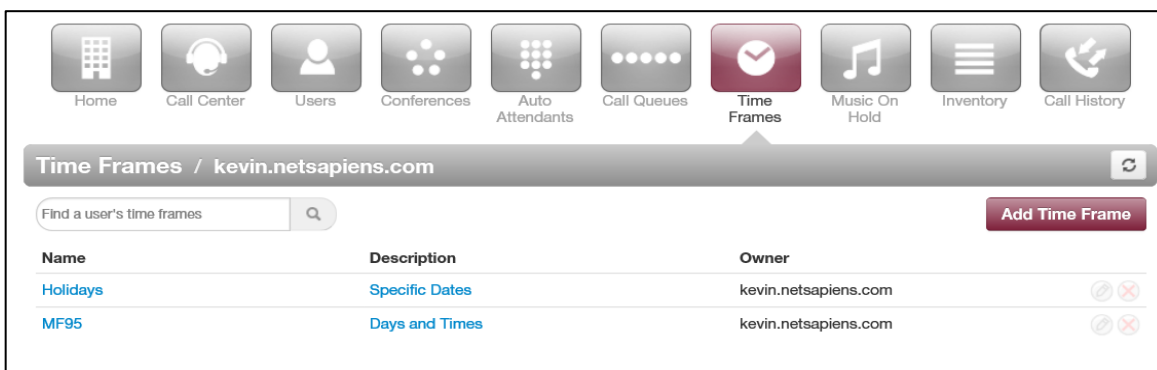 Home Call Center Users Conferences Auto Attendants Call Queues Time Frames Music On Hold Inventory Call History
Time Frames / kevin.netsapiens.com
Find a user's time frames
Add Time Frame
Name Description Owner
Holidays Specific Dates kevin.netsapiens.com
MF95 Days and Times kevin.netsapiens.com